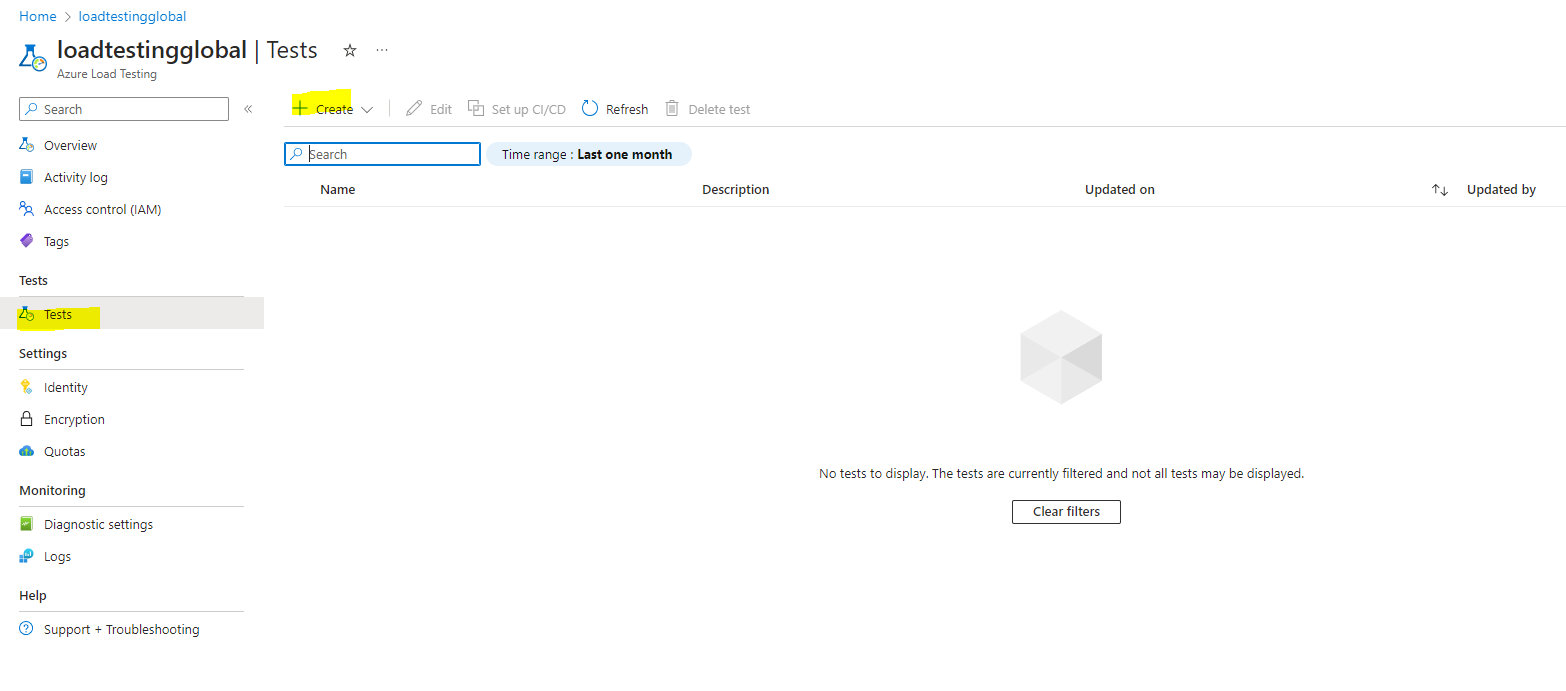 Home > loadtestingglobal
loadtestingglobal | Tests
Azure Load Testing
Search
Overview
Activity log
Access control (IAM)
Tags
Tests
Tests
Settings
Identity
Encryption
Quotas
Monitoring
Diagnostic settings
Logs
Help
Support + Troubleshooting
Create Edit Set up CI/CD Refresh Delete test
Search Time range : Last one month
Name Description Updated on Updated by
No tests to display. The tests are currently filtered and not all tests may be displayed.
Clear filters